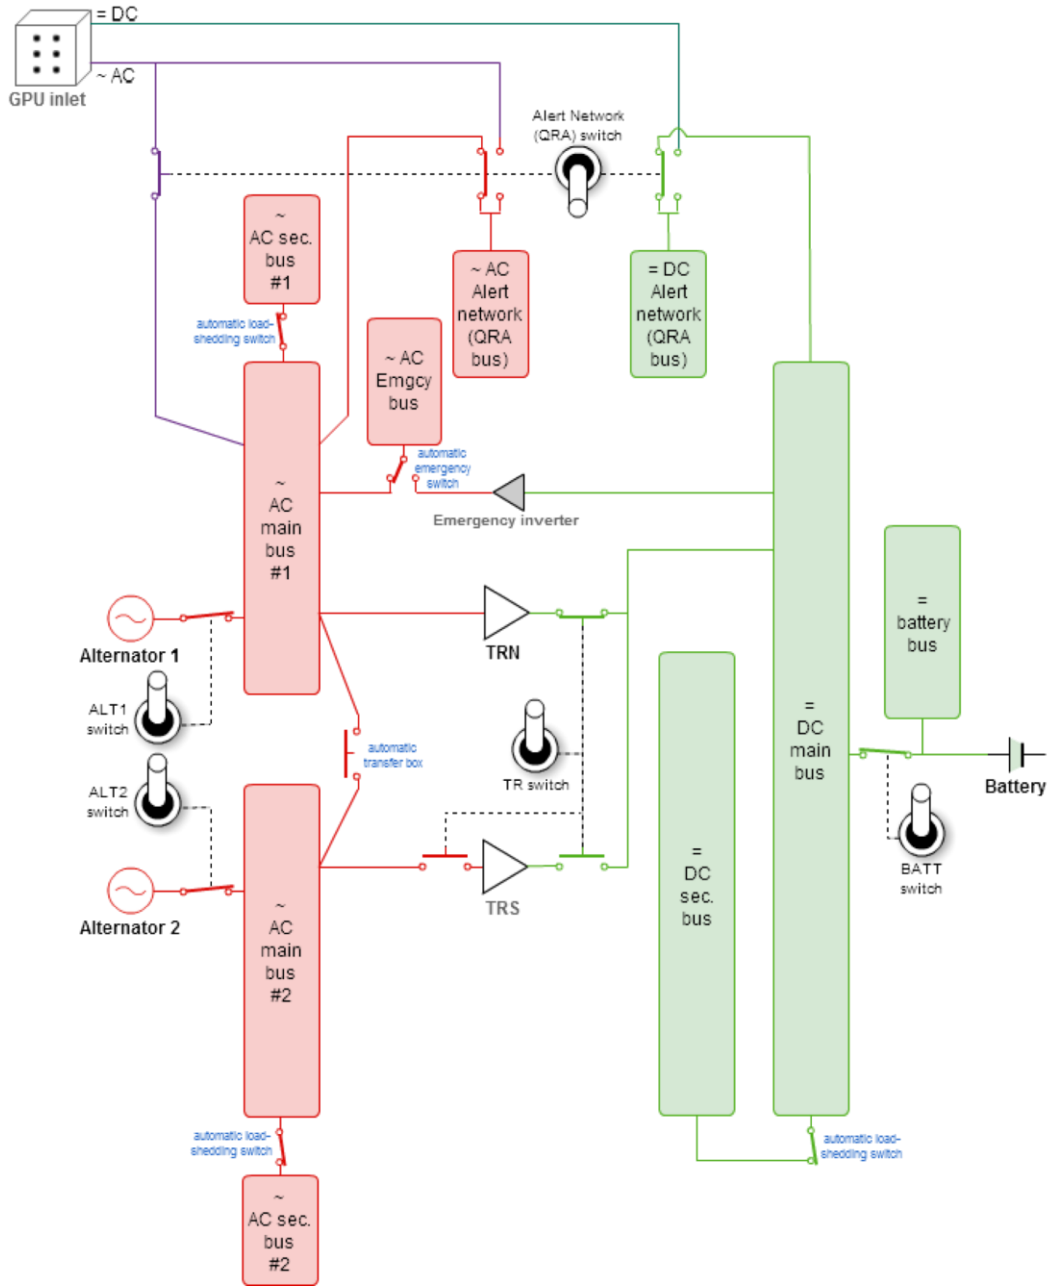 = DC
~ AC
GPU inlet
Alert Network
(QRA) switch
~
AC sec.
bus
#1
~ AC
Alert
network
(QRA
bus)
= DC
Alert
network
(QRA
bus)
automatic load-
shedding switch
~ AC
Emgcy
bus
automatic
emergency
switch
Emergency inverter
~
AC
main
bus
#1
=
battery
bus
Alternator 1
TRN
ALT1
switch
=
DC
main
bus
automatic
transfer box
TR switch
Battery
ALT2
switch
=
DC
sec.
bus
BATT
switch
TRS
Alternator 2
~
AC
main
bus
#2
automatic load-
shedding switch
automatic load-
shedding switch
~
AC sec.
bus
#2